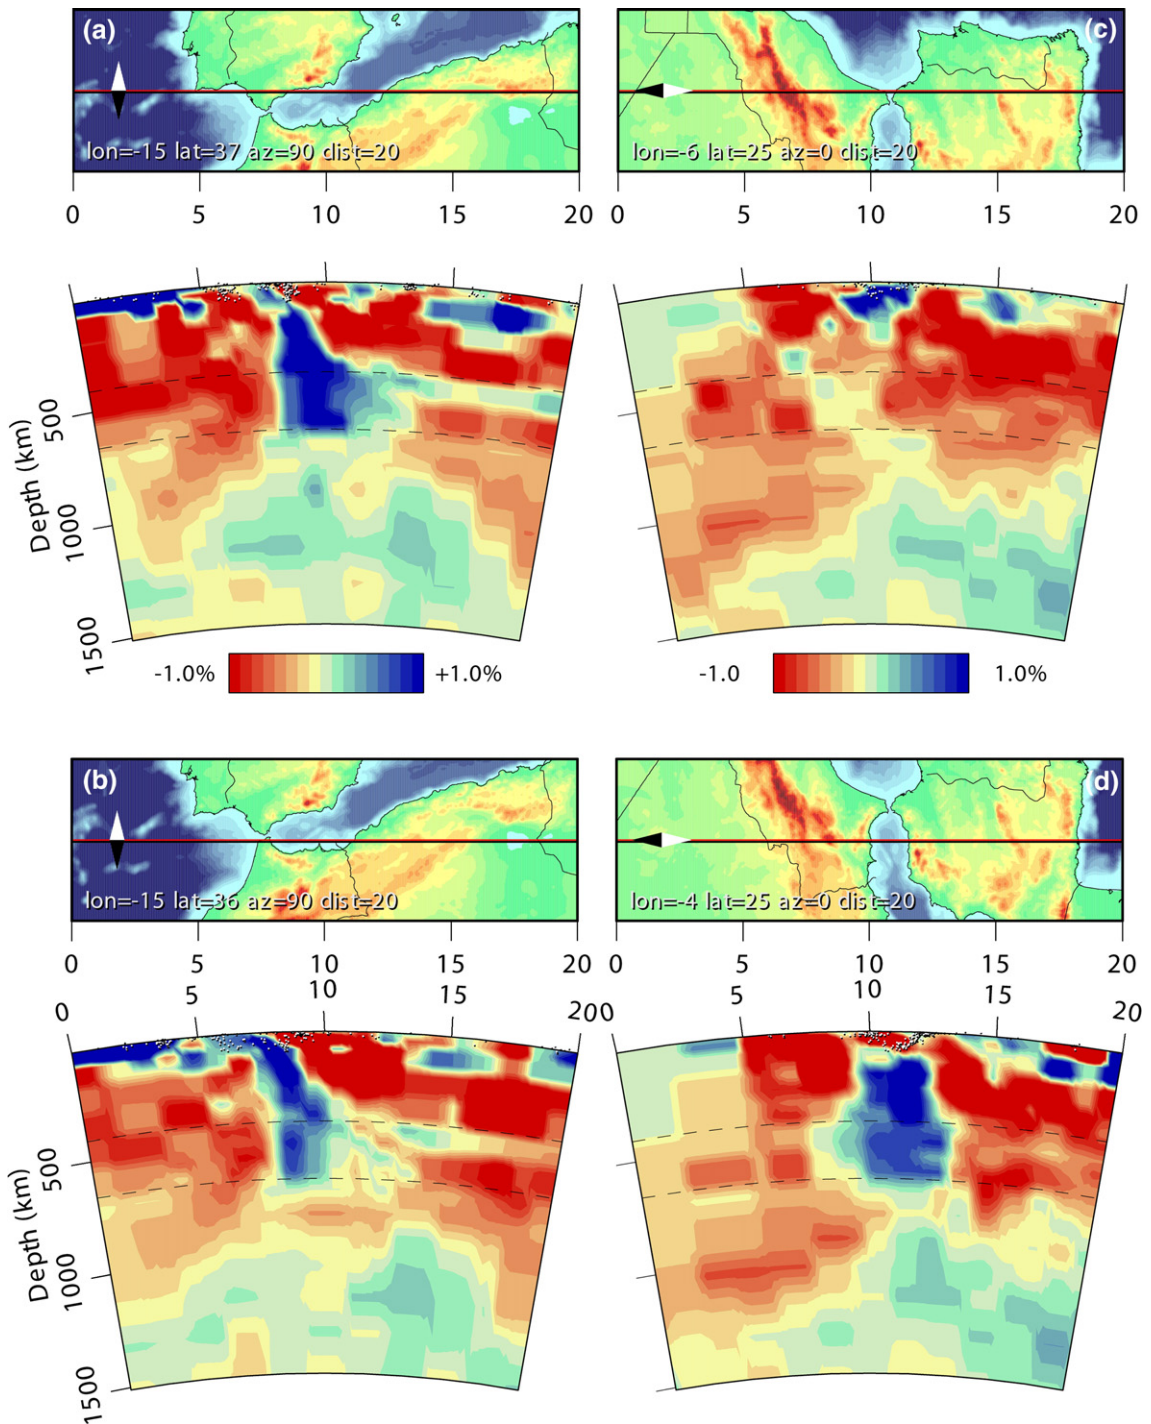 (a)
lon=-15 lat=37 az=90 dist=20
0 5 10 15 20
(c)
lon=-6 lat=25 az=0 dist=20
0 5 10 15 20
Depth (km)
500
1000
1500
-1.0% +1.0%
-1.0 1.0%
(b)
lon=-15 lat=36 az=90 dist=20
0 5 10 15 20
(d)
lon=-4 lat=25 az=0 dist=20
0 5 10 15 20
0 5 10 15 20
0 5 10 15 20
Depth (km)
500
1000
1500